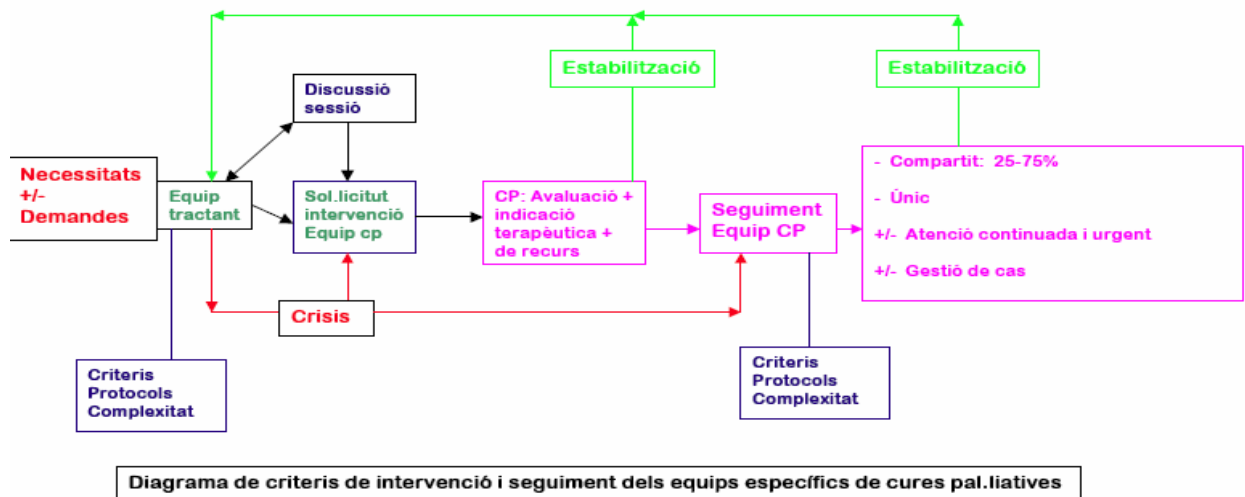 Estabilització
Estabilització
Discussió
sessió
Necessitats
+/-
Demandes
Equip
tractant
Sol.licitut
intervenció
Equip cp
CP: Avaluació +
indicació
terapèutica +
de recurs
Seguiment
Equip CP
- Compartit: 25-75%
- Ùnic
+/- Atenció continuada i urgent
+/- Gestió de cas
Crisis
Criteris
Protocols
Complexitat
Criteris
Protocols
Complexitat
Diagrama de criteris de intervenció i seguiment dels equips específics de cures pal.liatives